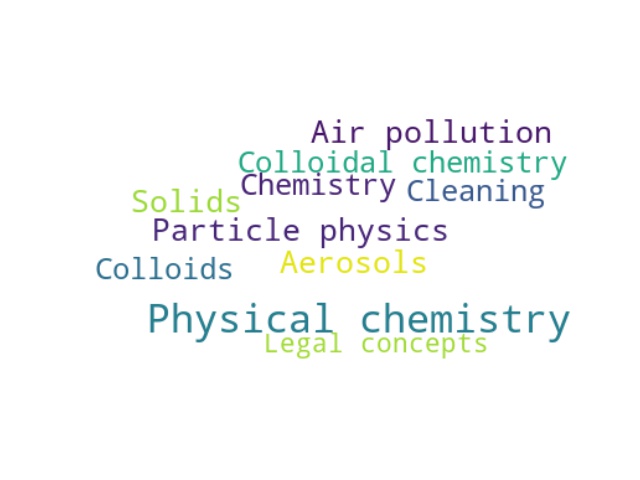 Air pollution
Colloidal chemistry
Chemistry
Cleaning
Solids
Particle physics
Aerosols
Colloids
Physical chemistry
Legal concepts